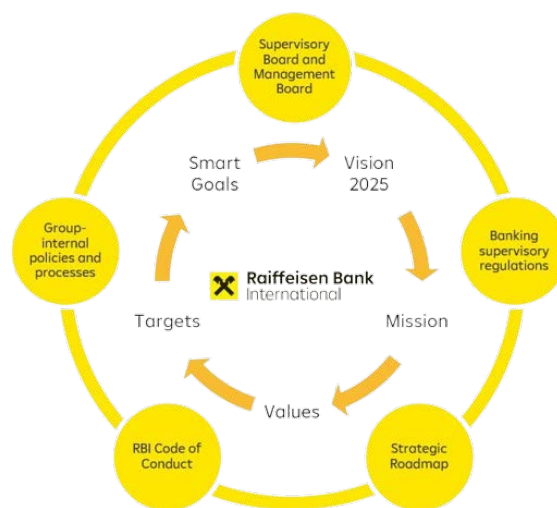 Supervisory
Board and
Management
Board
Smart
Goals
Vision
2025
Group-
internal
policies and
processes
Banking
supervisory
regulations
Raiffeisen Bank
International
Targets
Mission
Values
RBI Code of
Conduct
Strategic
Roadmap